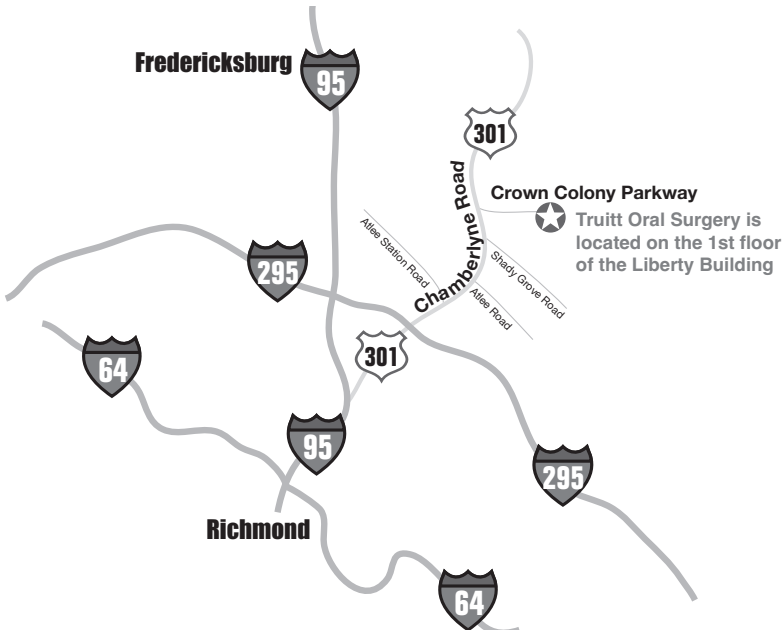 Fredericksburg
95
301
Chamberlyne Road
Crown Colony Parkway
Truitt Oral Surgery is
located on the 1st floor
of the Liberty Building
Atlee Station Road
Shady Grove Road
Atlee Road
295
301
64
95
295
Richmond
64